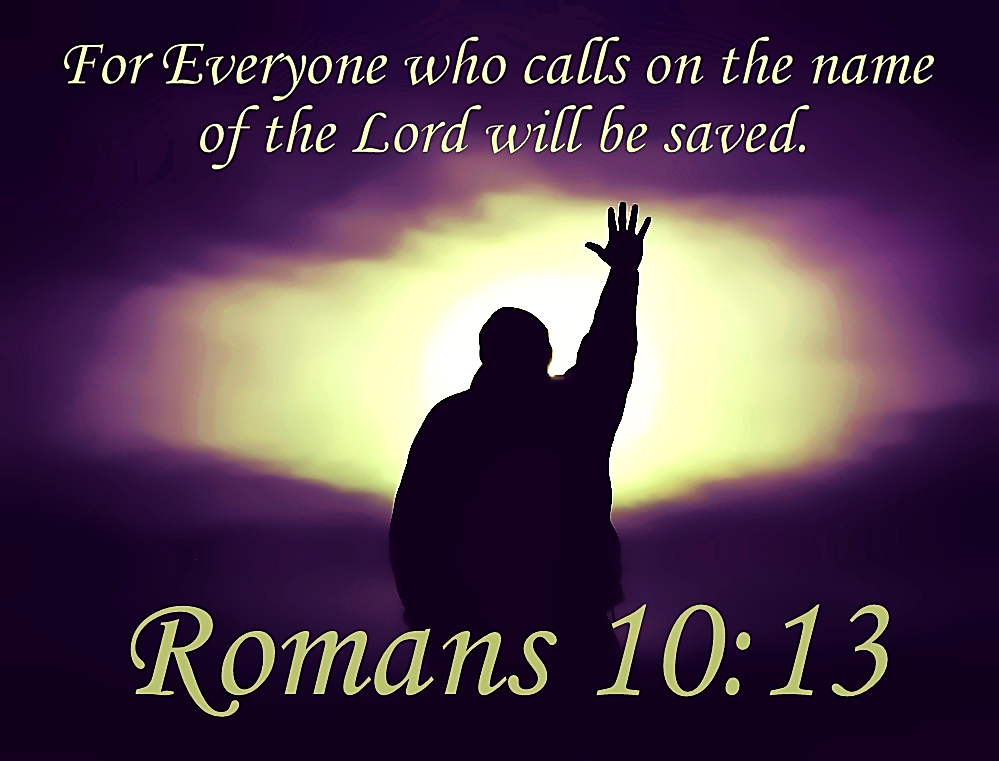 For Everyone who calls on the name
of the Lord will be saved.
Romans 10:13